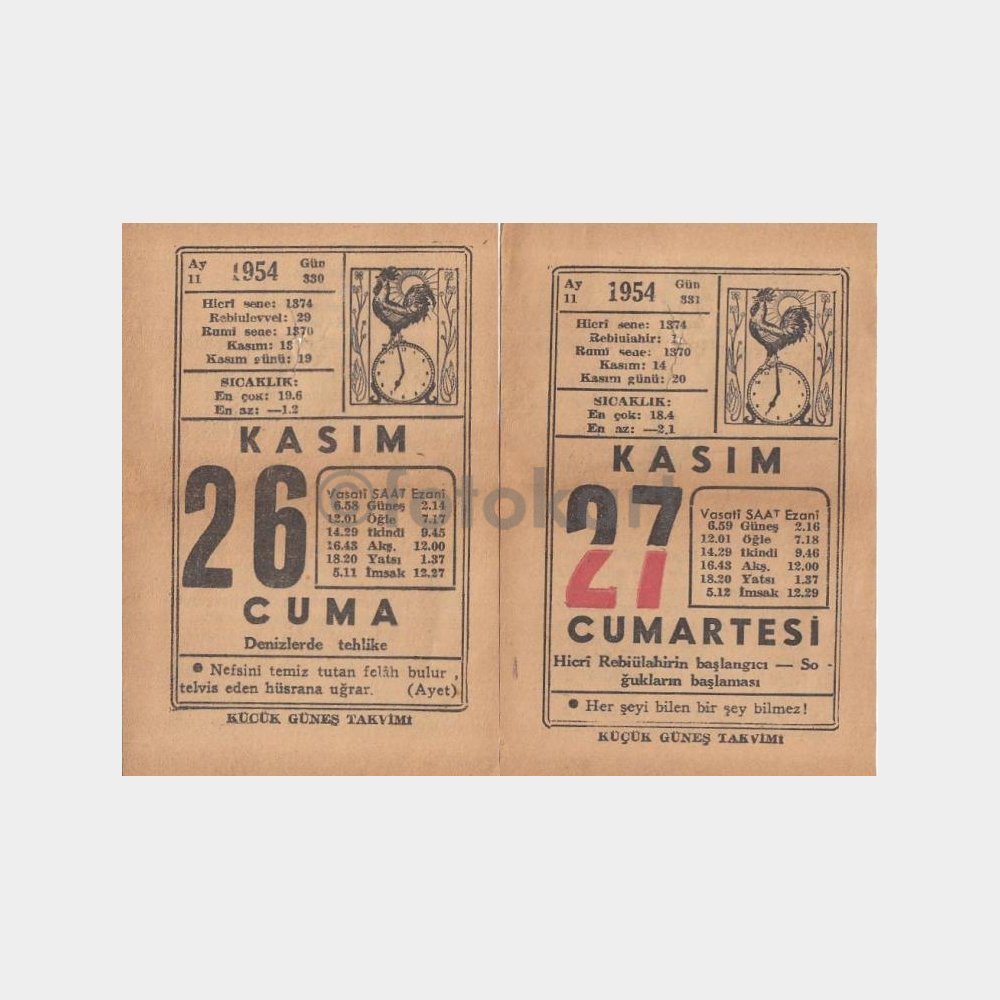 Ay 1954 Gün
11 330
Hicrî sene: 1374
Rebiulevvel: 29
Rumî sene: 1370
Kasım: 13
Kasım günü: 19
SICAKLIK:
En çok: 19.6
En az: —1.2
KASIM
26
Vasatî SAAT Ezanî
6.58 Güneş 2.14
12.01 Öğle 7.17
14.29 İkindi 9.45
16.43 Akş. 12.00
18.20 Yatsı 1.37
5.11 İmsak 12.27
CUMA
Denizlerde tehlike
● Nefsini temiz tutan felâh bulur,
telvis eden hüsrana uğrar. (Ayet)
KÜÇÜK GÜNEŞ TAKVİMİ
Ay 1954 Gün
11 331
Hicrî sene: 1374
Rebiulahir: 1
Rumî sene: 1370
Kasım: 14
Kasım günü: 20
SICAKLIK:
En çok: 18.4
En az: —2.1
KASIM
27
Vasatî SAAT Ezanî
6.59 Güneş 2.16
12.01 Öğle 7.18
14.29 İkindi 9.46
16.43 Akş. 12.00
18.20 Yatsı 1.37
5.12 İmsak 12.29
CUMARTESİ
Hicrî Rebiülahirin başlangıcı — So-
ğukların başlaması
● Her şeyi bilen bir şey bilmez!
KÜÇÜK GÜNEŞ TAKVİMİ
©fotokart